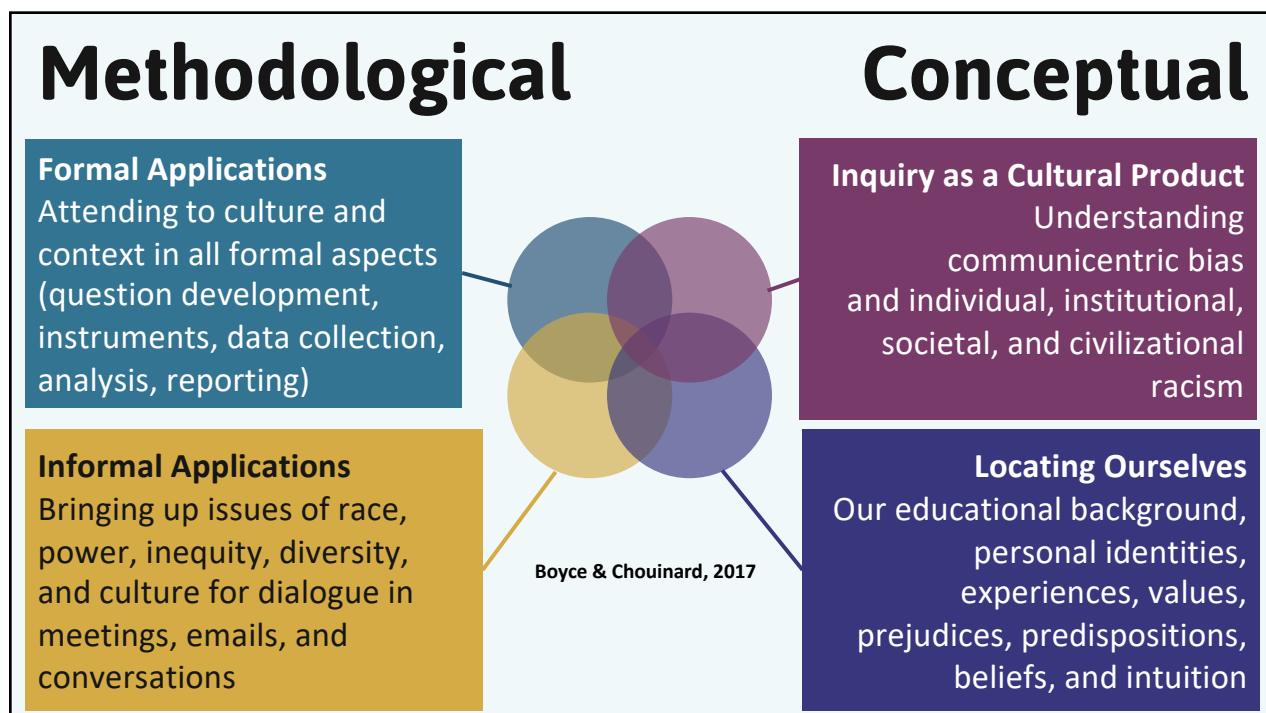 Methodological
Conceptual
Formal Applications
Attending to culture and
context in all formal aspects
(question development,
instruments, data collection,
analysis, reporting)
Inquiry as a Cultural Product
Understanding
communicentric bias
and individual, institutional,
societal, and civilizational
racism
Informal Applications
Bringing up issues of race,
power, inequity, diversity,
and culture for dialogue in
meetings, emails, and
conversations
Locating Ourselves
Our educational background,
personal identities,
experiences, values,
prejudices, predispositions,
beliefs, and intuition
Boyce & Chouinard, 2017